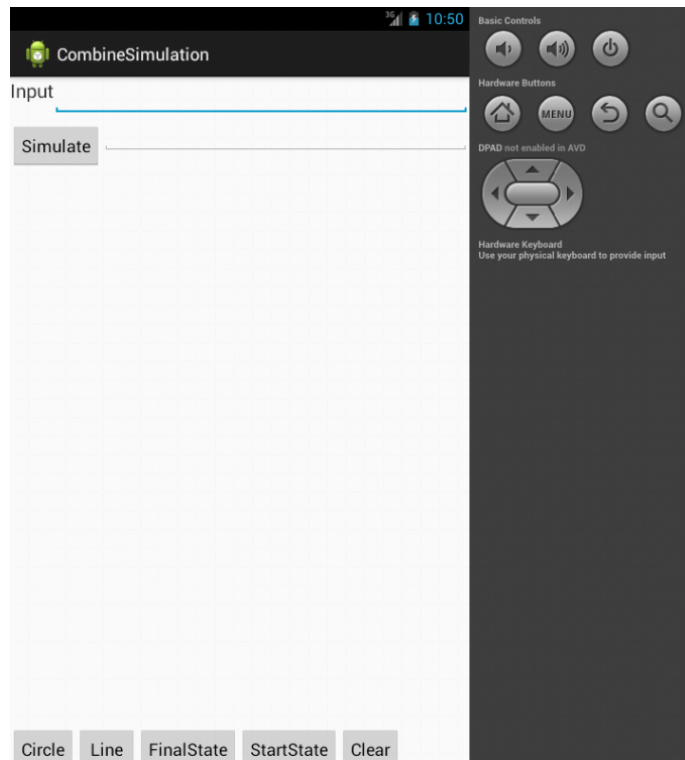 3G 10:50
CombineSimulation
Input
Simulate
Circle Line FinalState StartState Clear
Basic Controls
Hardware Buttons
MENU
DPAD not enabled in AVD
Hardware Keyboard
Use your physical keyboard to provide input